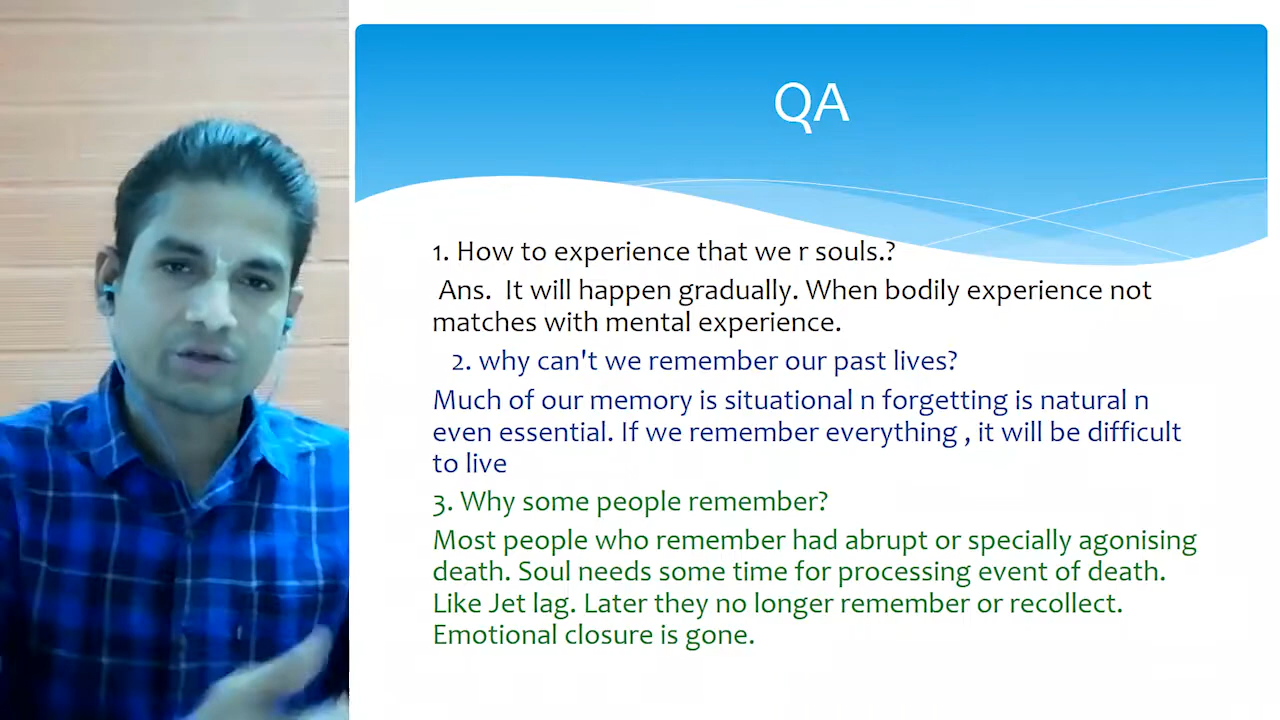 QA
1. How to experience that we r souls.?
Ans. It will happen gradually. When bodily experience not
matches with mental experience.
2. why can't we remember our past lives?
Much of our memory is situational n forgetting is natural n
even essential. If we remember everything , it will be difficult
to live
3. Why some people remember?
Most people who remember had abrupt or specially agonising
death. Soul needs some time for processing event of death.
Like Jet lag. Later they no longer remember or recollect.
Emotional closure is gone.